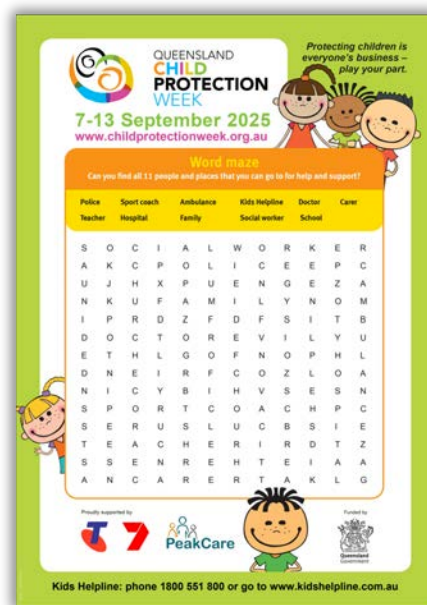 QUEENSLAND
CHILD
PROTECTION
WEEK
Protecting children is
everyone's business –
play your part.
7-13 September 2025
www.childprotectionweek.org.au
Word maze
Can you find all 11 people and places that you can go to for help and support?
Police Sport coach Ambulance Kids Helpline Doctor Carer
Teacher Hospital Family Social worker School
S O C I A L W O R K E R
A K C P O L I C E E P C
U J H X P U E N G E Z A
N K U F A M I L Y N O M
I P R D Z F D F S I T B
D O C T O R E V I L Y U
E T H L G O F N O P H L
D N E I R F C O Z L O A
N I C Y B I H V S E S N
S P O R T C O A C H P C
S E R U S L U C B S I E
T E A C H E R I R D T Z
S S E N R E H T E I A A
A N C A R E R T A K L G
Proudly supported by
7
PeakCare
Funded by
Queensland
Government
Kids Helpline: phone 1800 551 800 or go to www.kidshelpline.com.au